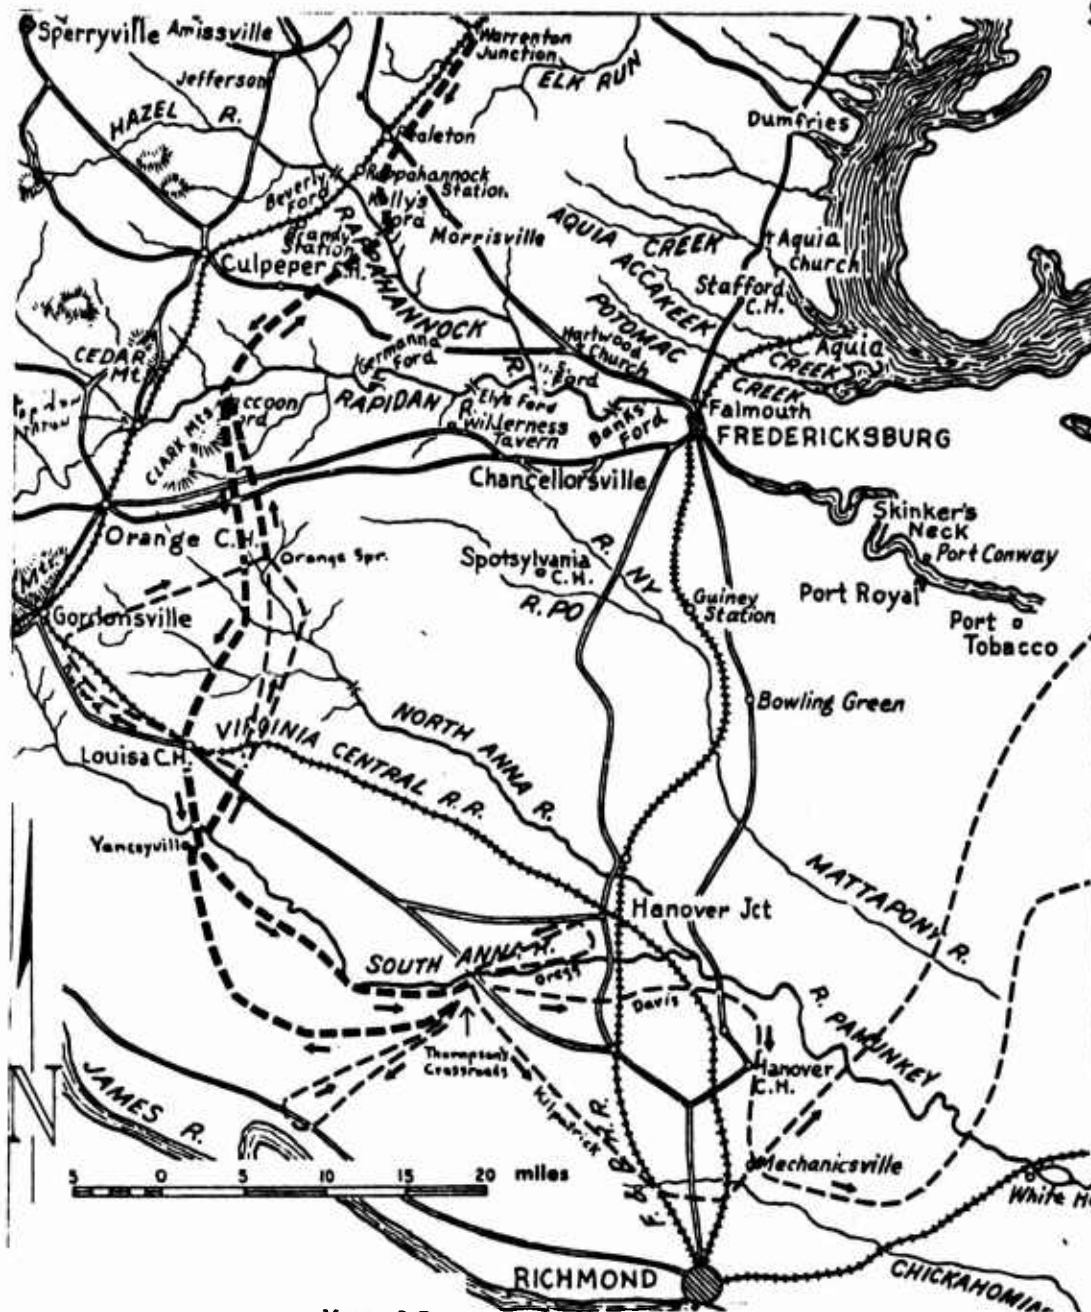 Sperryville
Amissville
Warrenton
Junction
ELK RUN
Jefferson
HAZEL R.
Dumfries
Rappahannock
Station
Beverly
Ford
Kelly's
Ford
Morrisville
AQUIA CREEK
Aquia
Church
Station
Culpeper C.H.
RAPPAHANNOCK
R.
ACCAKEEK
CREEK
Stafford
C.H.
POTOMAC
CREEK
Aquia
CEDAR
Mt.
Germanna
Ford
Hartwood
Church
Ford
RAPIDAN
R.
Ely's Ford
Wilderness
Tavern
Banks
Ford
Falmouth
FREDERICKSBURG
CLARK Mts.
Chancellorsville
Orange C.H.
Skinker's
Neck
Port Conway
Orange Spr.
Spotsylvania
C.H.
R. NY
R. PO
Guiney
Station
Port Royal
Port
Tobacco
Gordonsville
Bowling Green
NORTH ANNA R.
VIRGINIA CENTRAL R.R.
Louisa C.H.
Yanceyville
MATTAPONY R.
Hanover Jct
SOUTH ANNA R.
Gregg
Davis
R. PAMUNKEY
Thompson's
Crossroads
Hanover
C.H.
Kilpatrick
JAMES R.
N
R. F. & P. R.R.
Mechanicsville
5 0 5 10 15 20 miles
White H
RICHMOND
CHICKAHOMIN